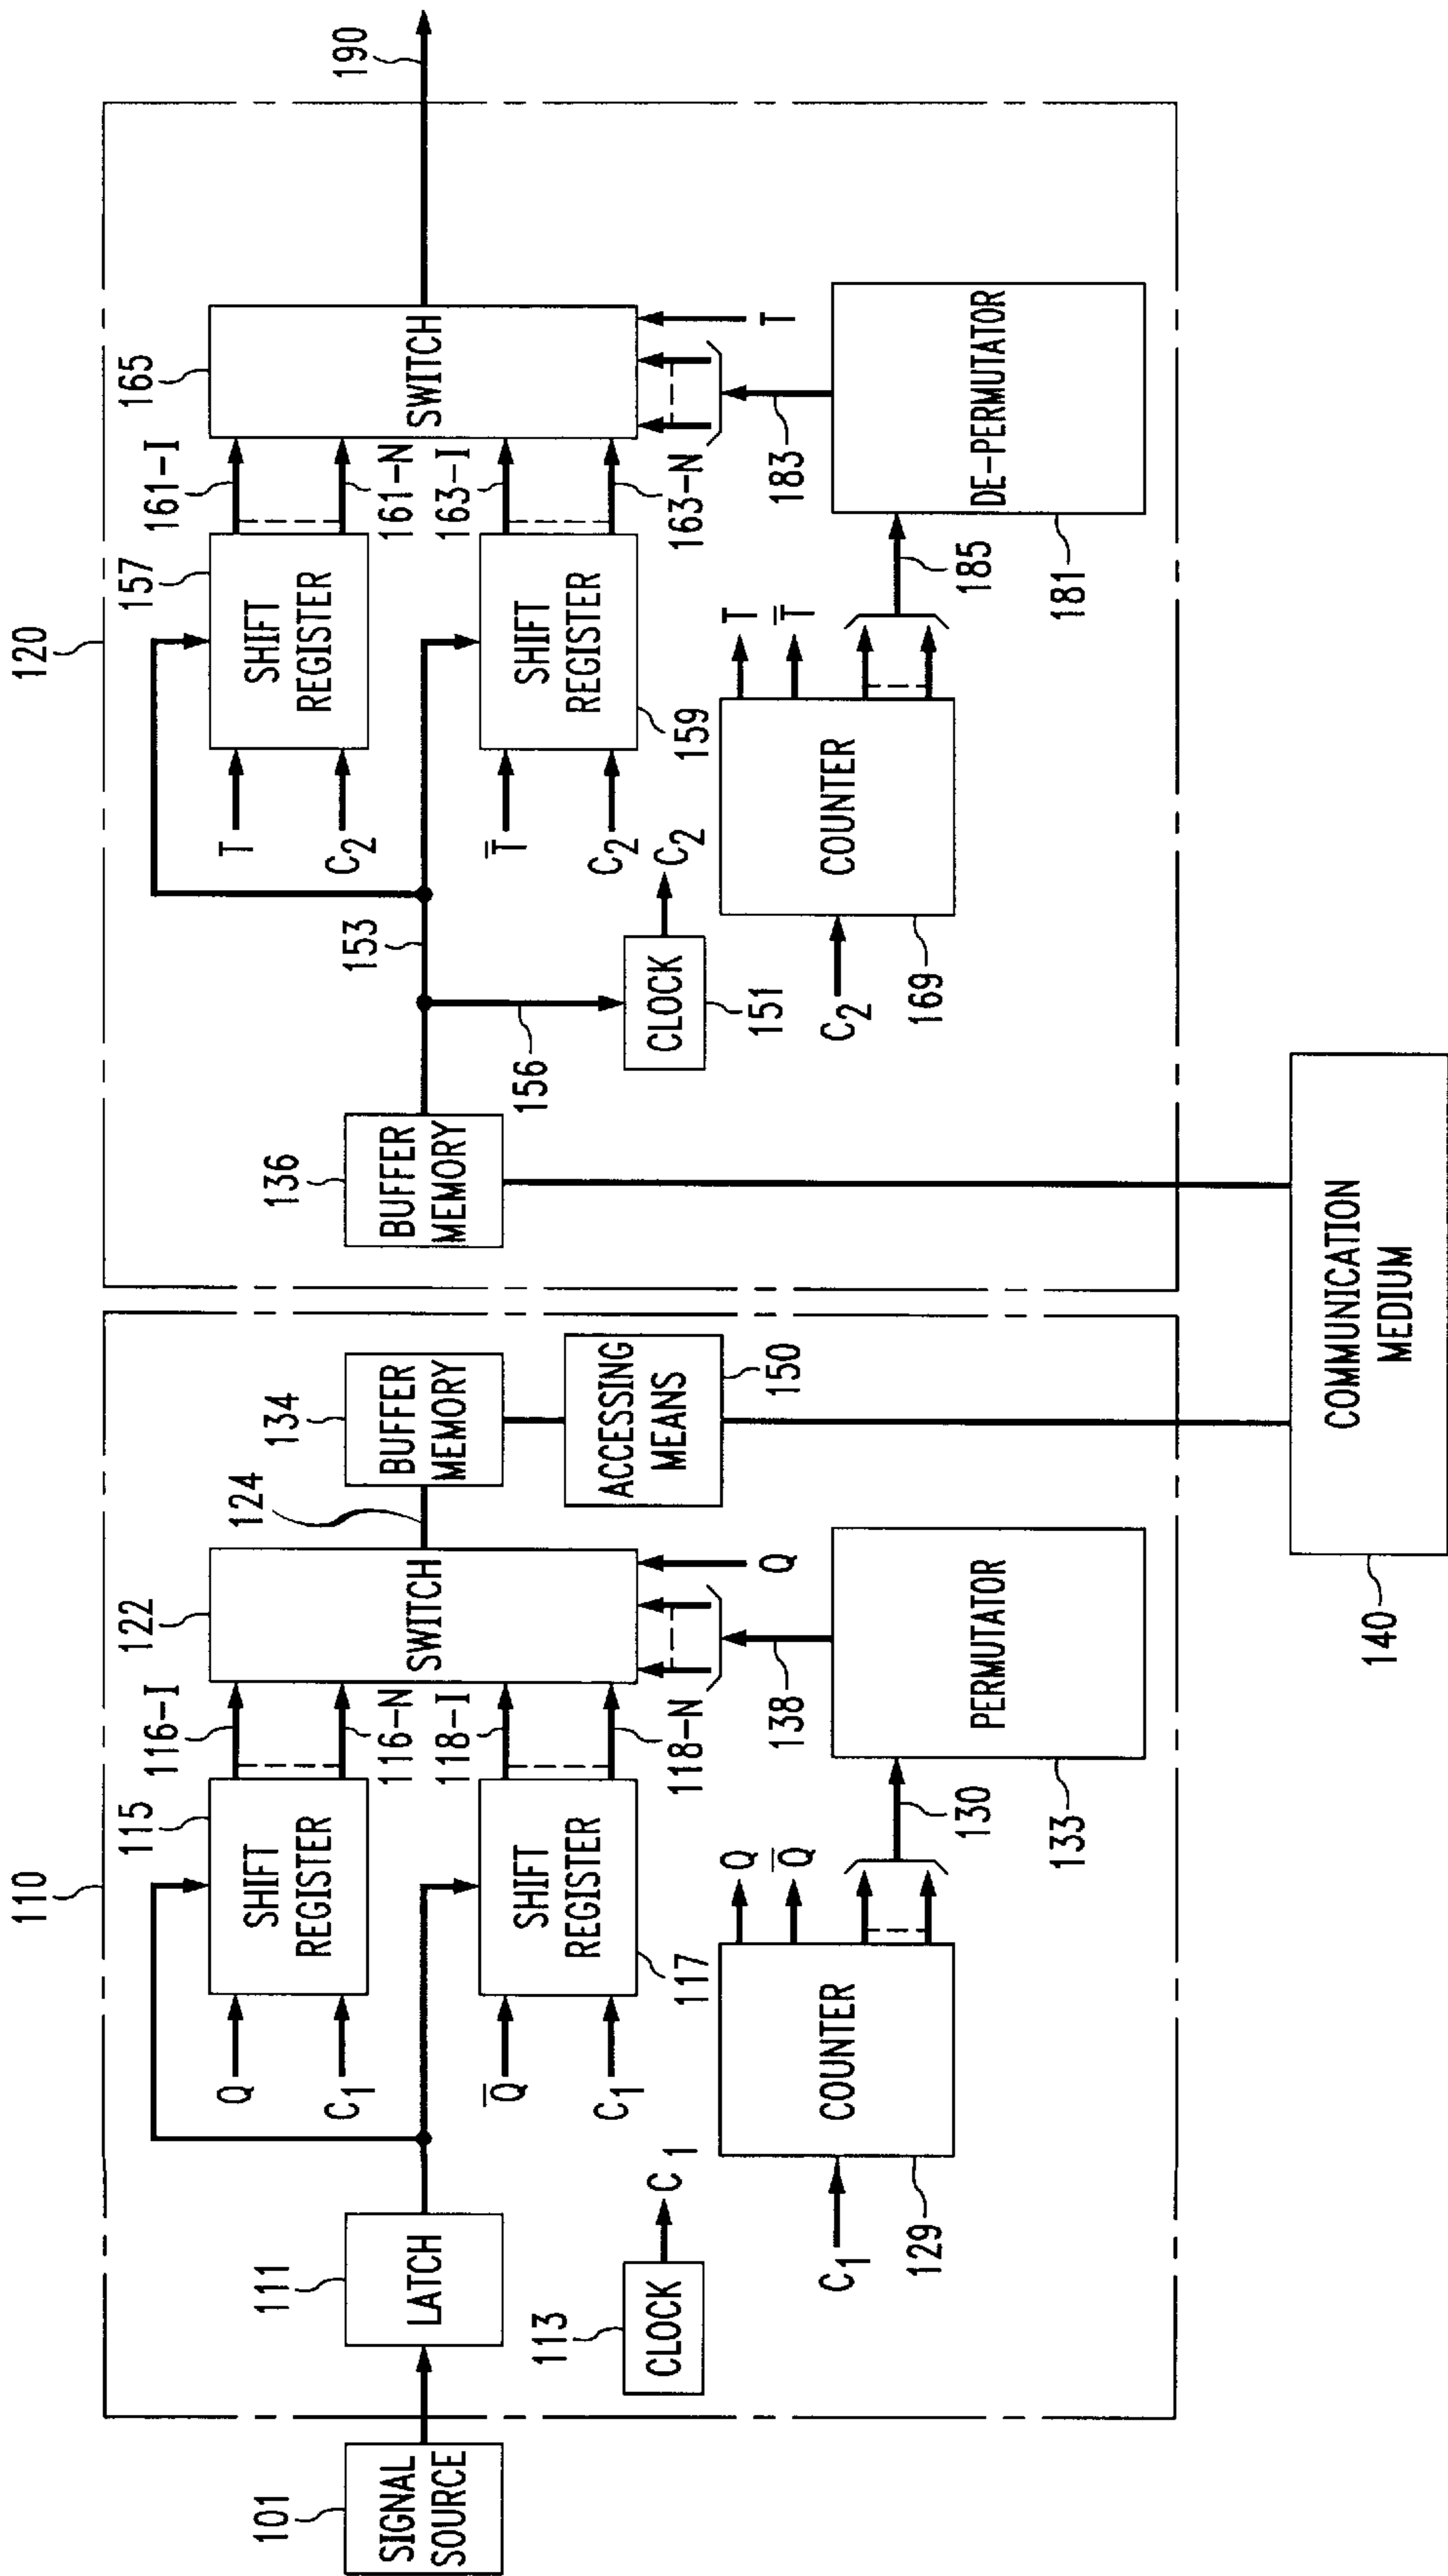 110
120
101
SIGNAL
SOURCE
111
LATCH
113
CLOCK
C1
Q
C1
115
SHIFT
REGISTER
116-I
116-N
Q̅
C1
117
SHIFT
REGISTER
118-I
118-N
122
SWITCH
Q
124
134
BUFFER
MEMORY
150
ACCESSING
MEANS
C1
129
COUNTER
Q
Q̅
130
133
PERMUTATOR
138
136
BUFFER
MEMORY
153
156
151
CLOCK
C2
T
C2
157
SHIFT
REGISTER
161-I
161-N
T̅
C2
159
SHIFT
REGISTER
163-I
163-N
165
SWITCH
T
190
C2
169
COUNTER
T
T̅
185
181
DE-PERMUTATOR
183
140
COMMUNICATION
MEDIUM